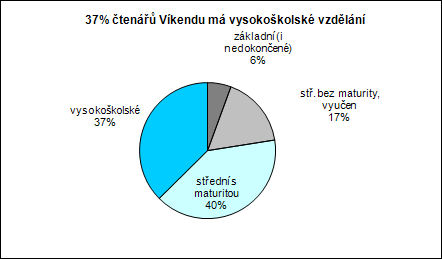 37% čtenářů Víkendu má vysokoškolské vzdělání
základní (i
nedokončené)
6%
stř. bez maturity,
vyučen
17%
vysokoškolské
37%
střední s
maturitou
40%